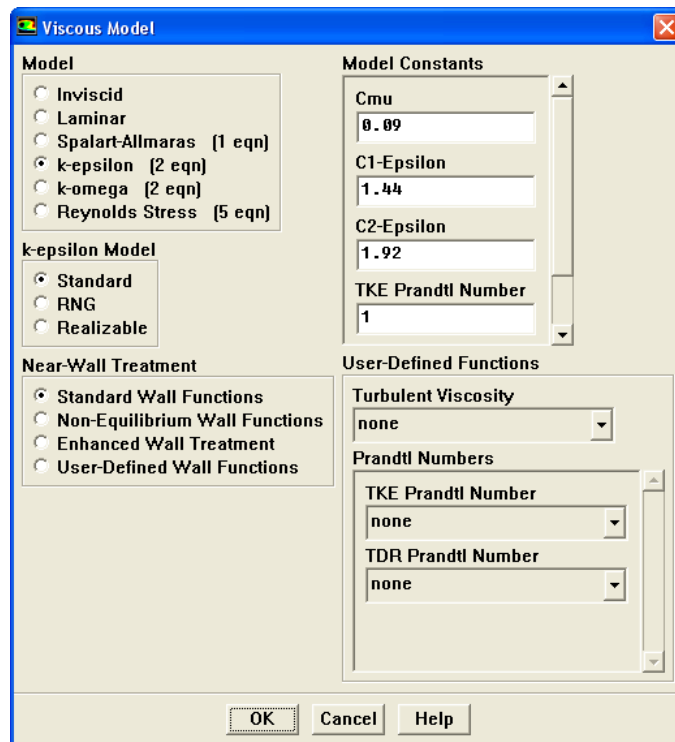 Viscous Model
Model
Inviscid
Laminar
Spalart-Allmaras (1 eqn)
k-epsilon (2 eqn)
k-omega (2 eqn)
Reynolds Stress (5 eqn)
k-epsilon Model
Standard
RNG
Realizable
Near-Wall Treatment
Standard Wall Functions
Non-Equilibrium Wall Functions
Enhanced Wall Treatment
User-Defined Wall Functions
Model Constants
Cmu
0.09
C1-Epsilon
1.44
C2-Epsilon
1.92
TKE Prandtl Number
1
User-Defined Functions
Turbulent Viscosity
none
Prandtl Numbers
TKE Prandtl Number
none
TDR Prandtl Number
none
OK
Cancel
Help